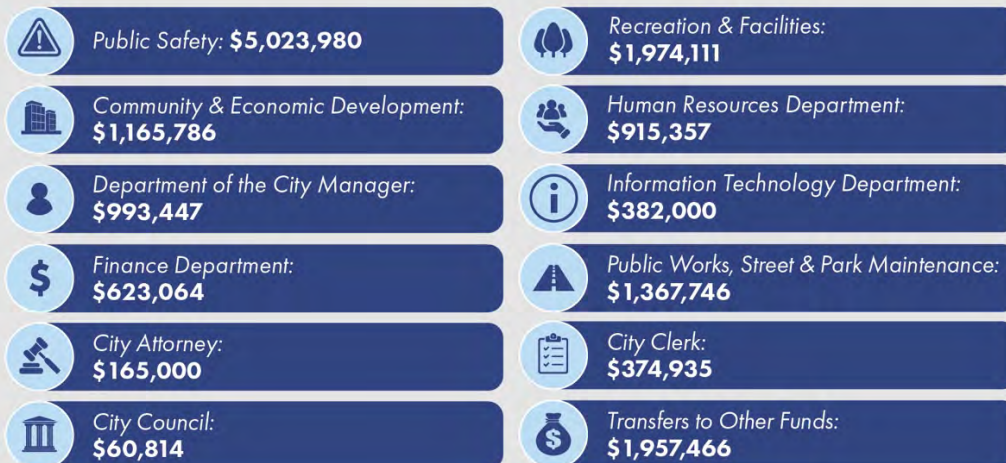 Public Safety: $5,023,980
Community & Economic Development:
$1,165,786
Department of the City Manager:
$993,447
Finance Department:
$623,064
City Attorney:
$165,000
City Council:
$60,814
Recreation & Facilities:
$1,974,111
Human Resources Department:
$915,357
Information Technology Department:
$382,000
Public Works, Street & Park Maintenance:
$1,367,746
City Clerk:
$374,935
Transfers to Other Funds:
$1,957,466